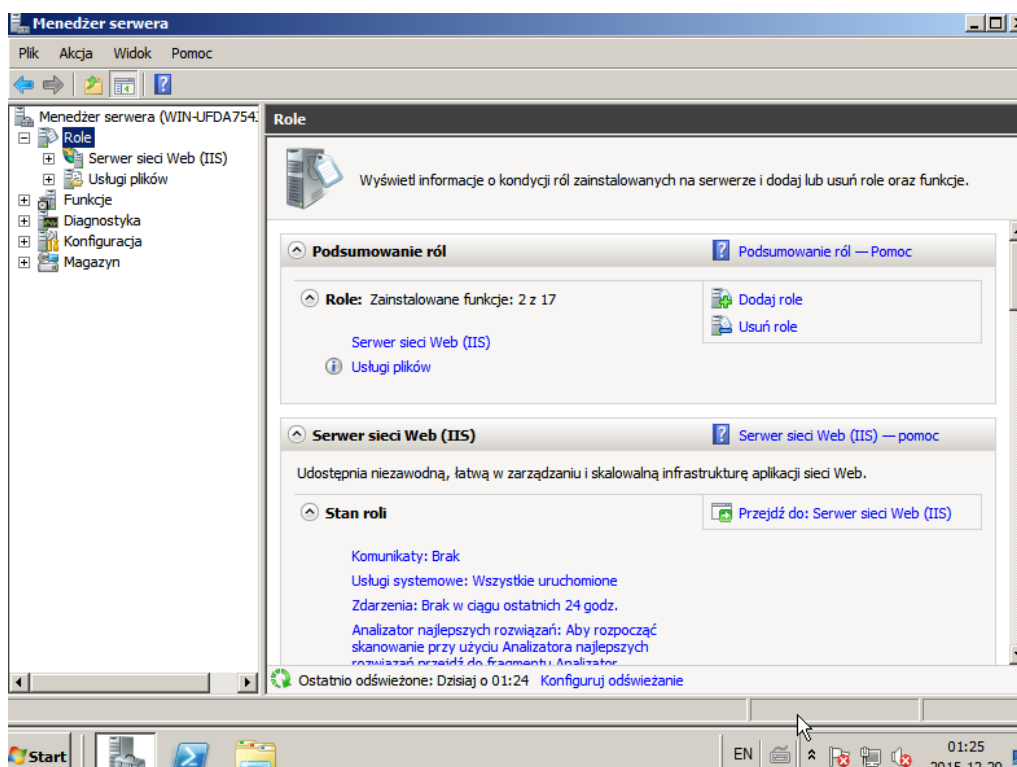 Menedżer serwera
Plik Akcja Widok Pomoc
Menedżer serwera (WIN-UFDA754
Role
Serwer sieci Web (IIS)
Usługi plików
Funkcje
Diagnostyka
Konfiguracja
Magazyn
Role
Wyświetl informacje o kondycji ról zainstalowanych na serwerze i dodaj lub usuń role oraz funkcje.
Podsumowanie ról
Podsumowanie ról — Pomoc
Role: Zainstalowane funkcje: 2 z 17
Dodaj role
Usuń role
Serwer sieci Web (IIS)
Usługi plików
Serwer sieci Web (IIS)
Serwer sieci Web (IIS) — pomoc
Udostępnia niezawodną, łatwą w zarządzaniu i skalowalną infrastrukturę aplikacji sieci Web.
Stan roli
Przejdź do: Serwer sieci Web (IIS)
Komunikaty: Brak
Usługi systemowe: Wszystkie uruchomione
Zdarzenia: Brak w ciągu ostatnich 24 godz.
Analizator najlepszych rozwiązań: Aby rozpocząć
skanowanie przy użyciu Analizatora najlepszych
rozwiązań przejdź do fragmentu Analizator
Ostatnio odświeżone: Dzisiaj o 01:24 Konfiguruj odświeżanie
Start
EN
01:25